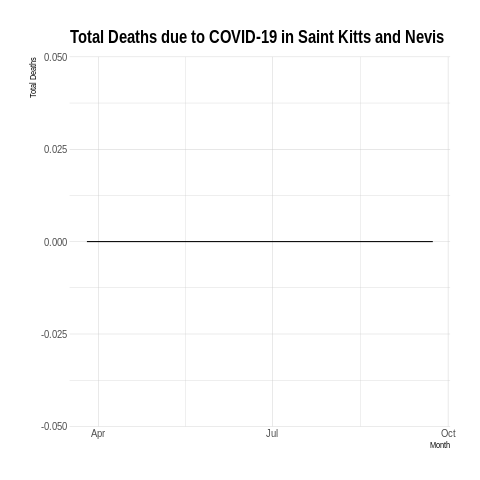 Total Deaths due to COVID-19 in Saint Kitts and Nevis
Total Deaths
0.050
0.025
0.000
-0.025
-0.050
Apr Jul Oct
Month